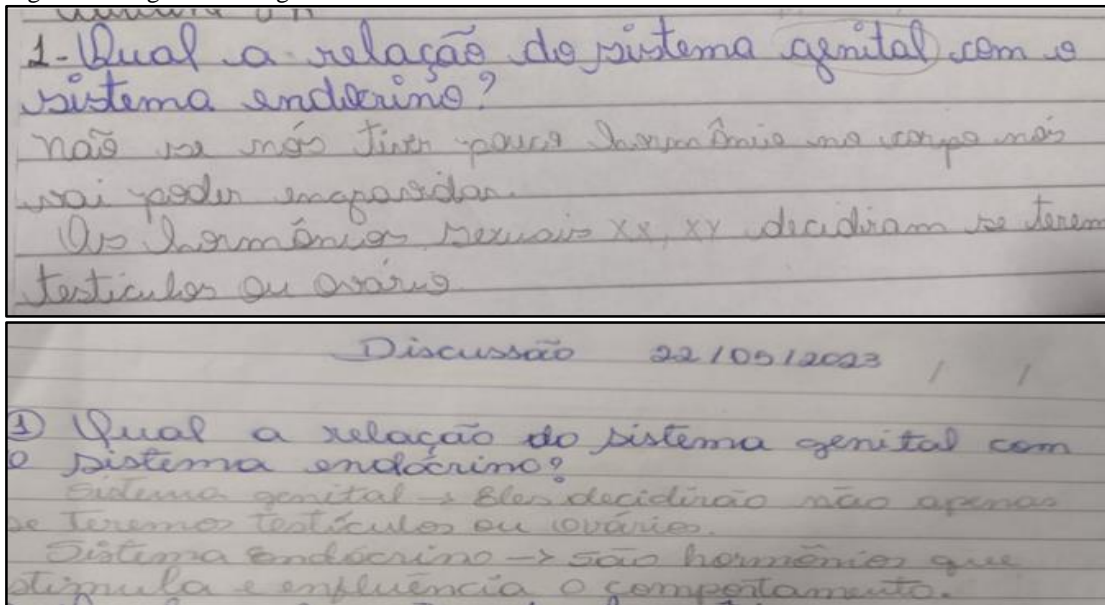 1- Qual a relação do sistema genital com o
sistema endócrino?
não se nós tiver pouco hormônio no corpo nós
vai poder engravidar.
Os hormônios sexuais XX, XY decidiram se terem
testiculos ou ovário
Discussão 22/05/2023 / /
① Qual a relação do sistema genital com
o sistema endócrino?
Sistema genital → Eles decidirão não apenas
se Teremos testículos ou ovários.
Sistema Endócrino → São hormônios que
stimula e enfluência o comportamento.